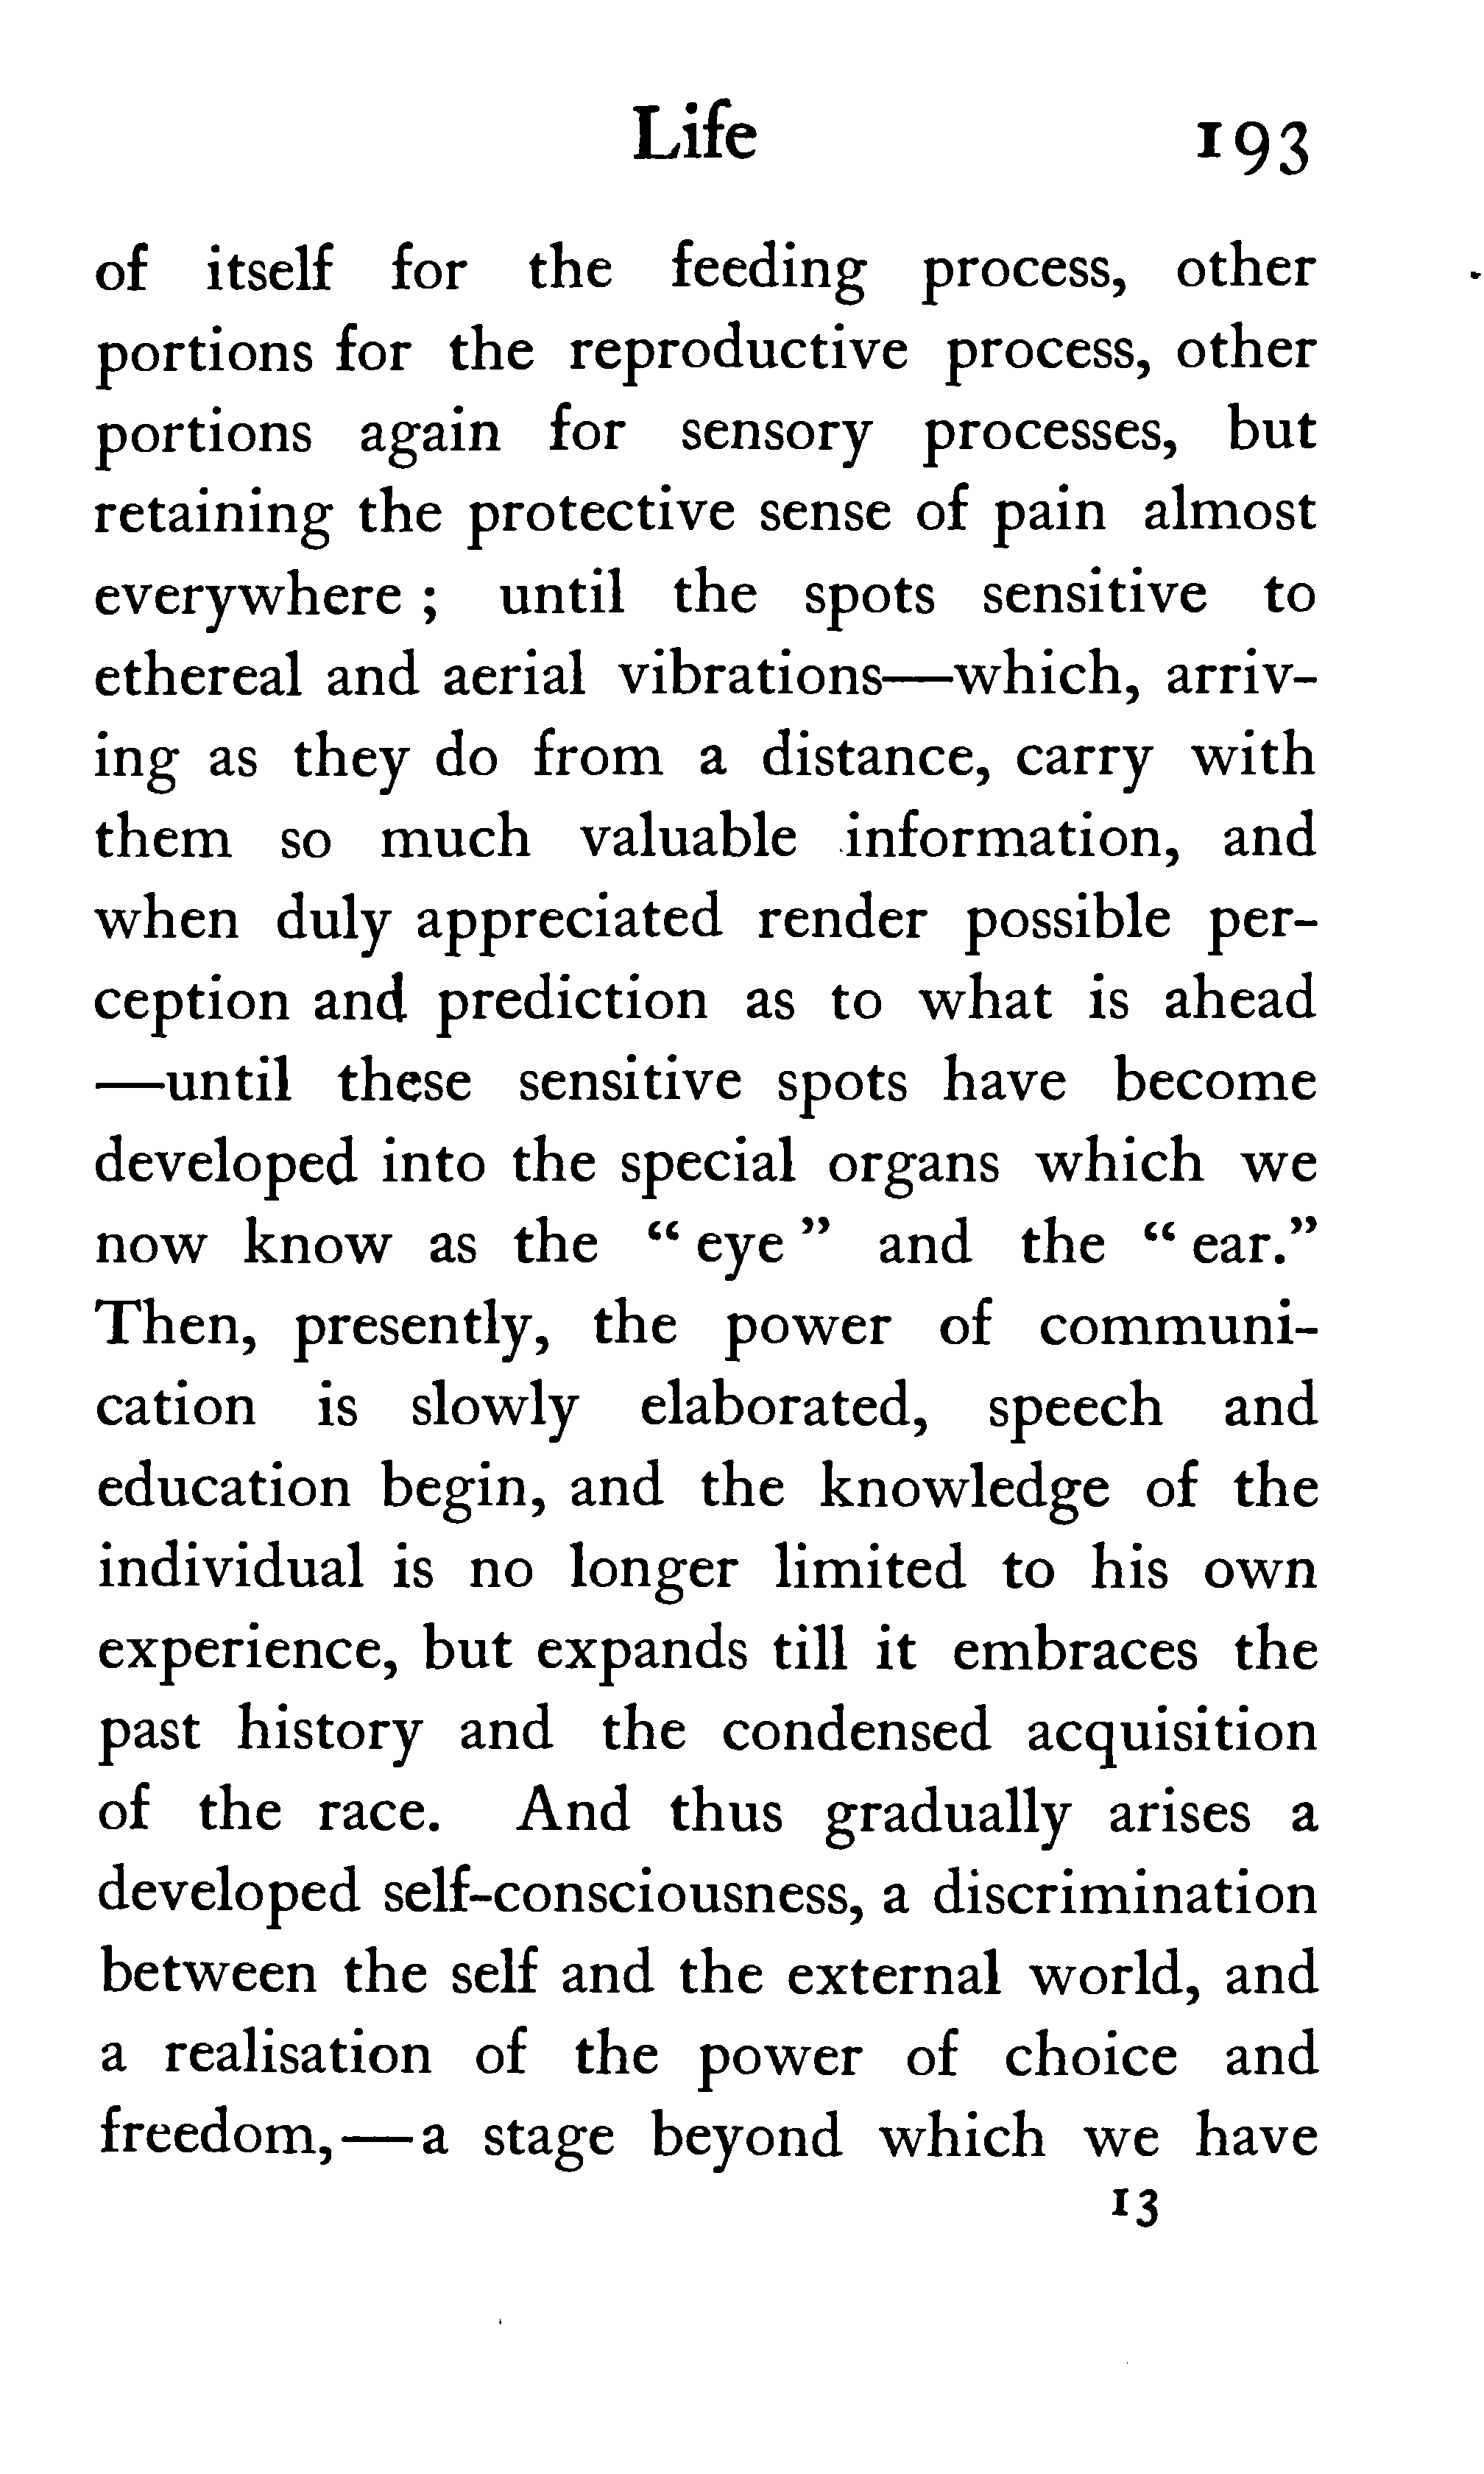 Life 193
of itself for the feeding process, other
portions for the reproductive process, other
portions again for sensory processes, but
retaining the protective sense of pain almost
everywhere ; until the spots sensitive to
ethereal and aerial vibrations—which, arriv-
ing as they do from a distance, carry with
them so much valuable information, and
when duly appreciated render possible per-
ception and prediction as to what is ahead
—until these sensitive spots have become
developed into the special organs which we
now know as the “ eye ” and the “ ear.”
Then, presently, the power of communi-
cation is slowly elaborated, speech and
education begin, and the knowledge of the
individual is no longer limited to his own
experience, but expands till it embraces the
past history and the condensed acquisition
of the race. And thus gradually arises a
developed self-consciousness, a discrimination
between the self and the external world, and
a realisation of the power of choice and
freedom,—a stage beyond which we have
13